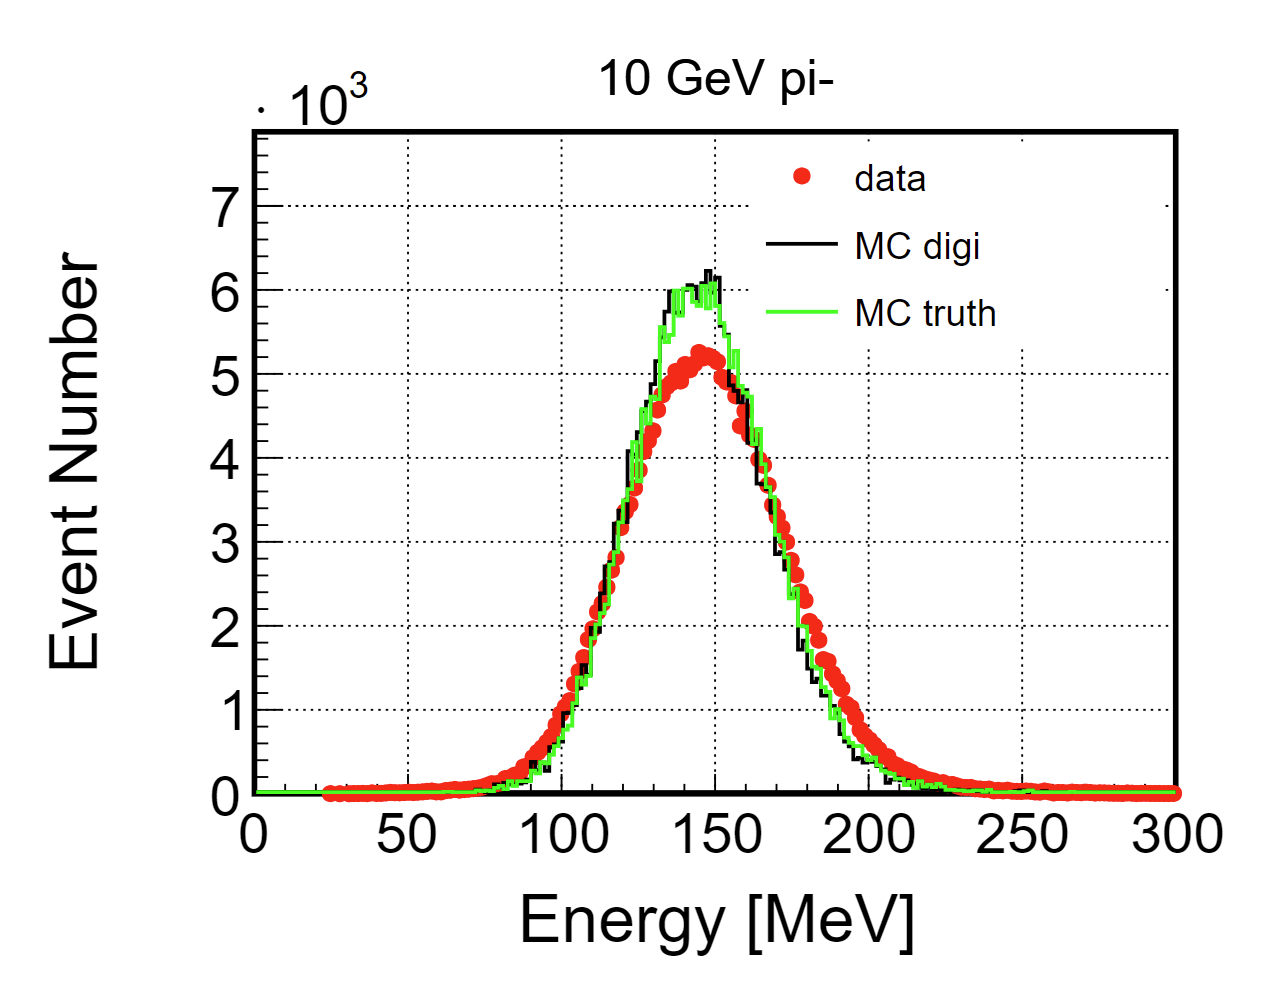 10 GeV pi-
· 10³
data
MC digi
MC truth
Event Number
7
6
5
4
3
2
1
0
0 50 100 150 200 250 300
Energy [MeV]